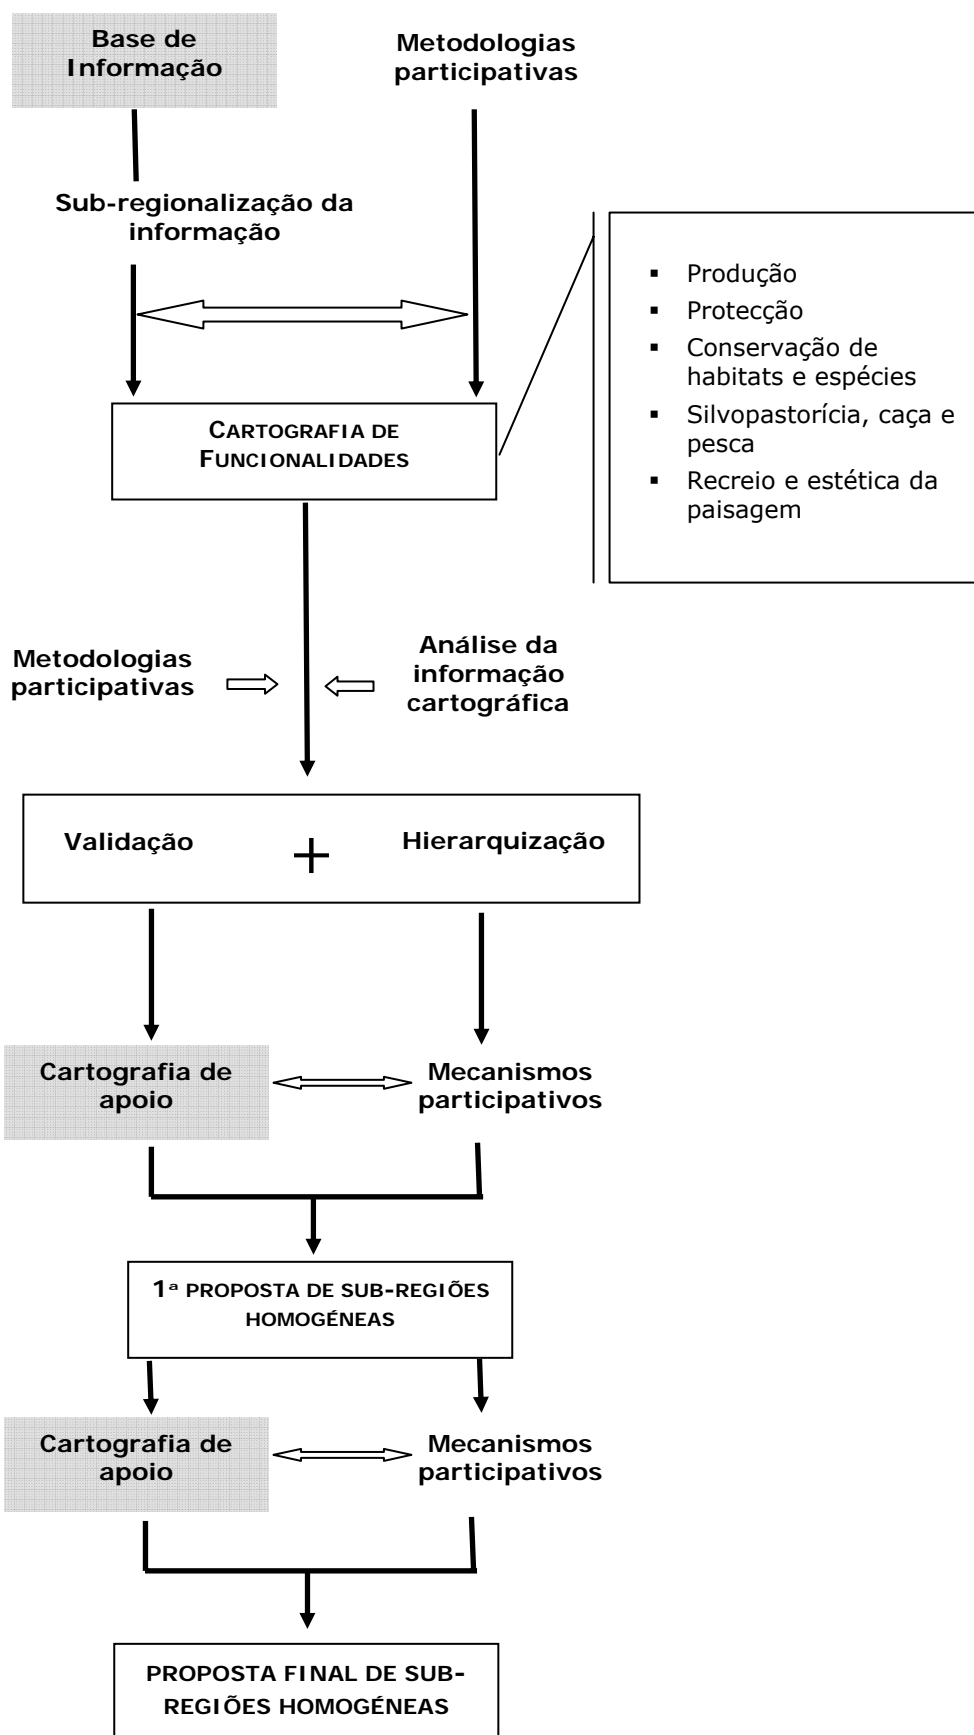 Base de
Informação
Metodologias
participativas
Sub-regionalização da
informação
▪ Produção
▪ Protecção
▪ Conservação de
habitats e espécies
▪ Silvopastorícia, caça e
pesca
▪ Recreio e estética da
paisagem
CARTOGRAFIA DE
FUNCIONALIDADES
Metodologias
participativas
Análise da
informação
cartográfica
Validação
+
Hierarquização
Cartografia de
apoio
Mecanismos
participativos
1ª PROPOSTA DE SUB-REGIÕES
HOMOGÉNEAS
Cartografia de
apoio
Mecanismos
participativos
PROPOSTA FINAL DE SUB-
REGIÕES HOMOGÉNEAS